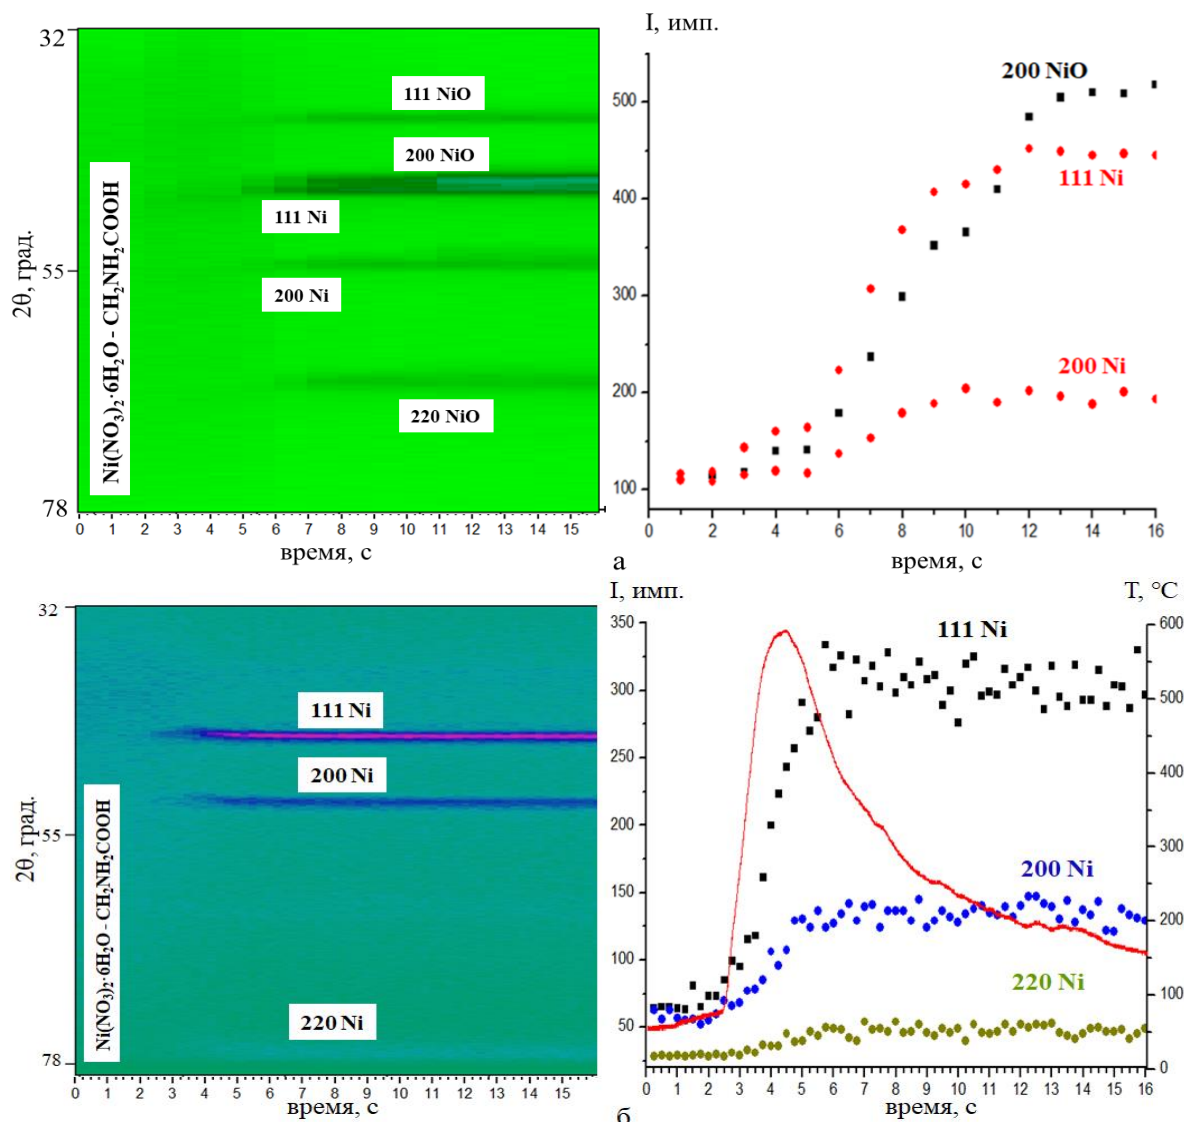 I, имп.
32
55
78
2θ, град.
Ni(NO₃)₂·6H₂O - CH₂NH₂COOH
111 NiO
200 NiO
111 Ni
200 Ni
220 NiO
0 1 2 3 4 5 6 7 8 9 10 11 12 13 14 15
время, с
500
400
300
200
100
200 NiO
111 Ni
200 Ni
0 2 4 6 8 10 12 14 16
время, с
а
32
55
78
2θ, град.
Ni(NO₃)₂·6H₂O - CH₂NH₂COOH
111 Ni
200 Ni
220 Ni
0 1 2 3 4 5 6 7 8 9 10 11 12 13 14 15
время, с
I, имп.
T, °C
350
300
250
200
150
100
50
600
500
400
300
200
100
0
111 Ni
200 Ni
220 Ni
0 1 2 3 4 5 6 7 8 9 10 11 12 13 14 15 16
время, с
б